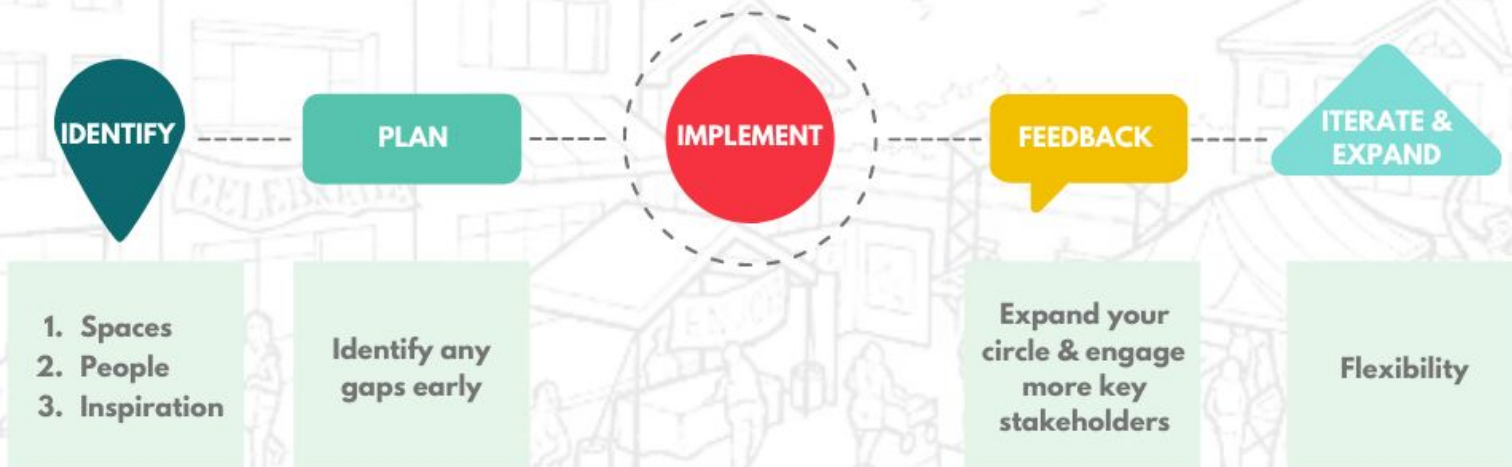 IDENTIFY
PLAN
IMPLEMENT
FEEDBACK
ITERATE &
EXPAND
1. Spaces
2. People
3. Inspiration
Identify any
gaps early
Expand your
circle & engage
more key
stakeholders
Flexibility